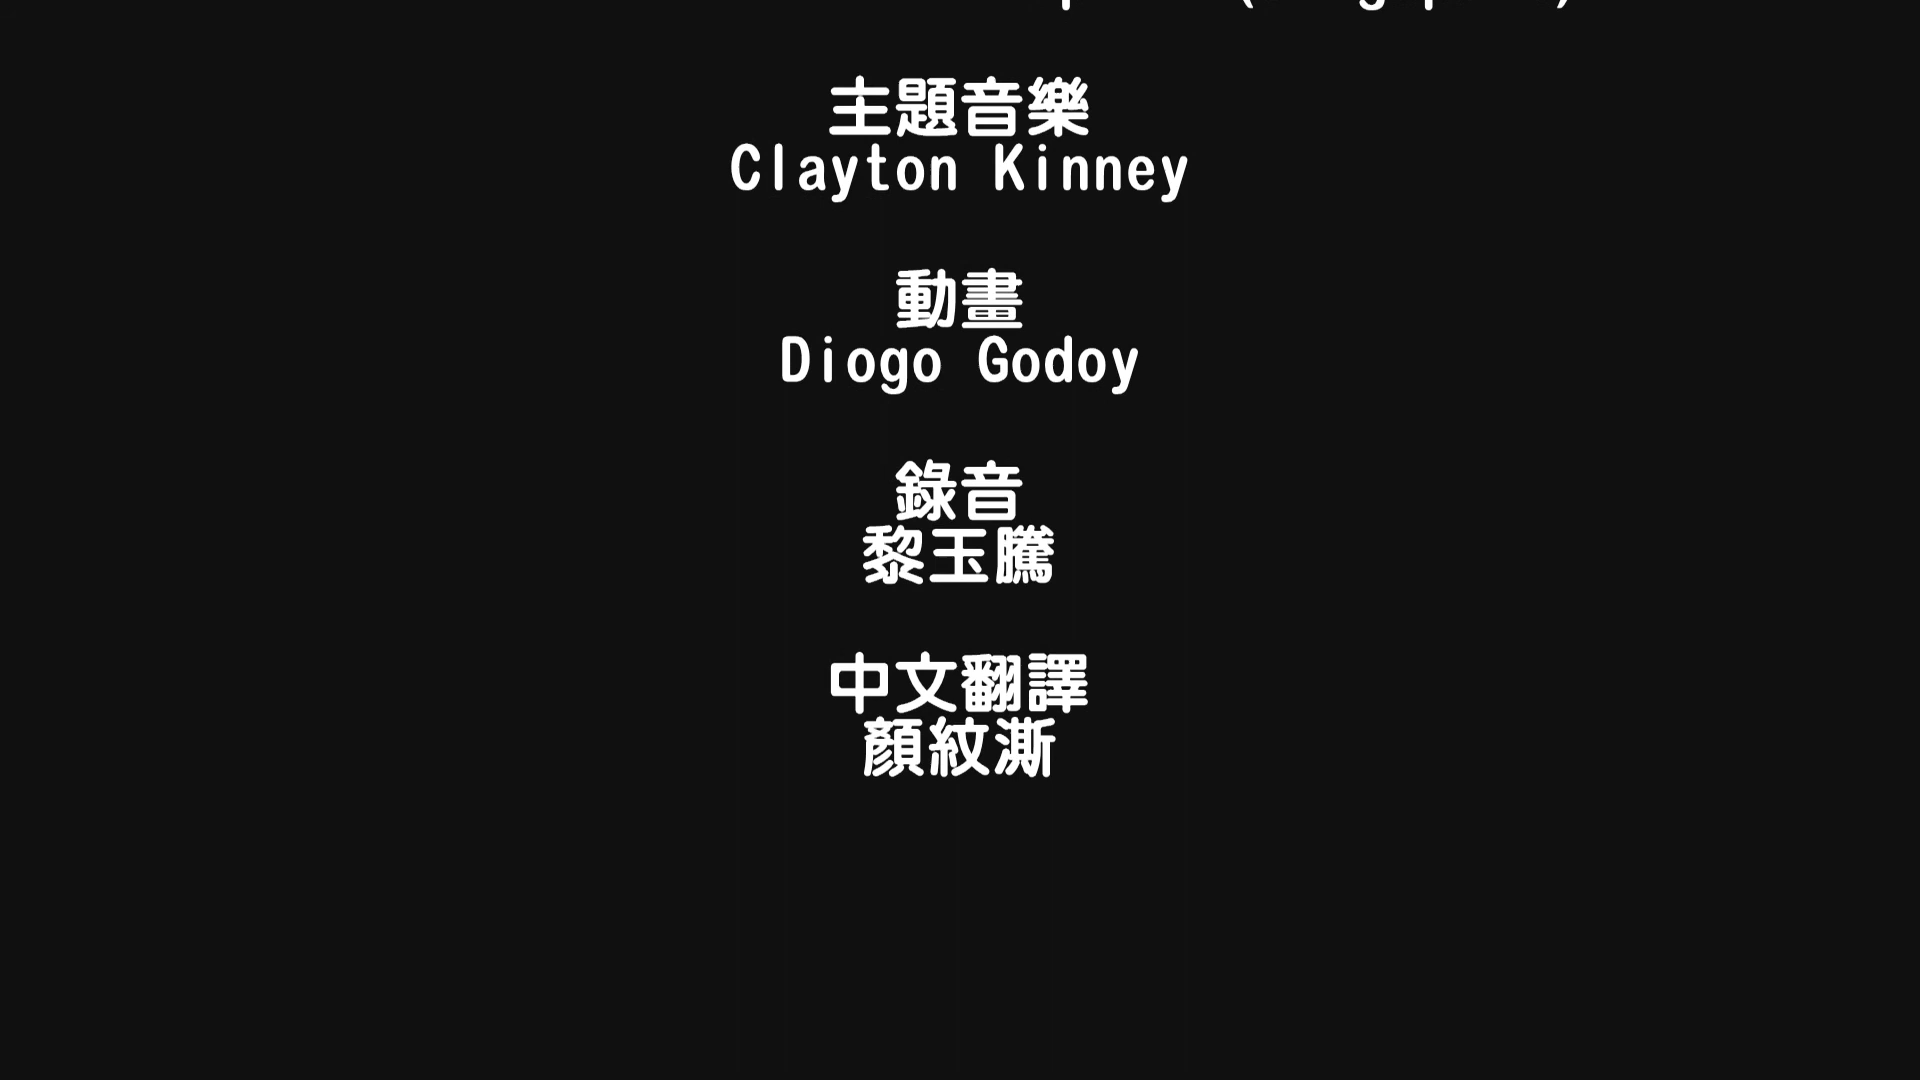 主題音樂
Clayton Kinney
動畫
Diogo Godoy
錄音
黎玉騰
中文翻譯
顏紋澌